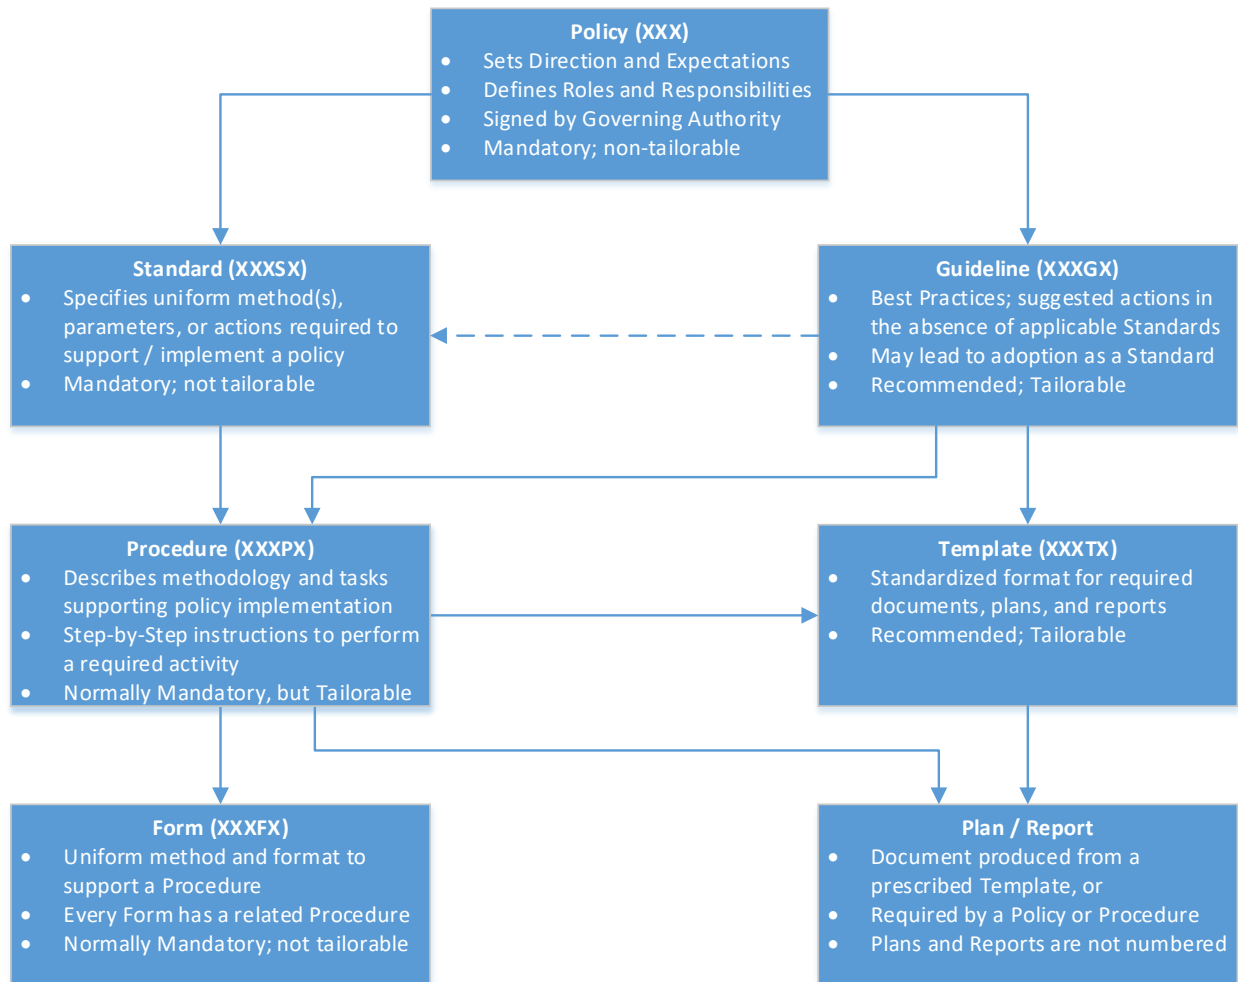 Policy (XXX)
• Sets Direction and Expectations
• Defines Roles and Responsibilities
• Signed by Governing Authority
• Mandatory; non-tailorable
Standard (XXXSX)
• Specifies uniform method(s),
parameters, or actions required to
support / implement a policy
• Mandatory; not tailorable
Guideline (XXXGX)
• Best Practices; suggested actions in
the absence of applicable Standards
• May lead to adoption as a Standard
• Recommended; Tailorable
Procedure (XXXPX)
• Describes methodology and tasks
supporting policy implementation
• Step-by-Step instructions to perform
a required activity
• Normally Mandatory, but Tailorable
Template (XXXTX)
• Standardized format for required
documents, plans, and reports
• Recommended; Tailorable
Form (XXXFX)
• Uniform method and format to
support a Procedure
• Every Form has a related Procedure
• Normally Mandatory; not tailorable
Plan / Report
• Document produced from a
prescribed Template, or
• Required by a Policy or Procedure
• Plans and Reports are not numbered